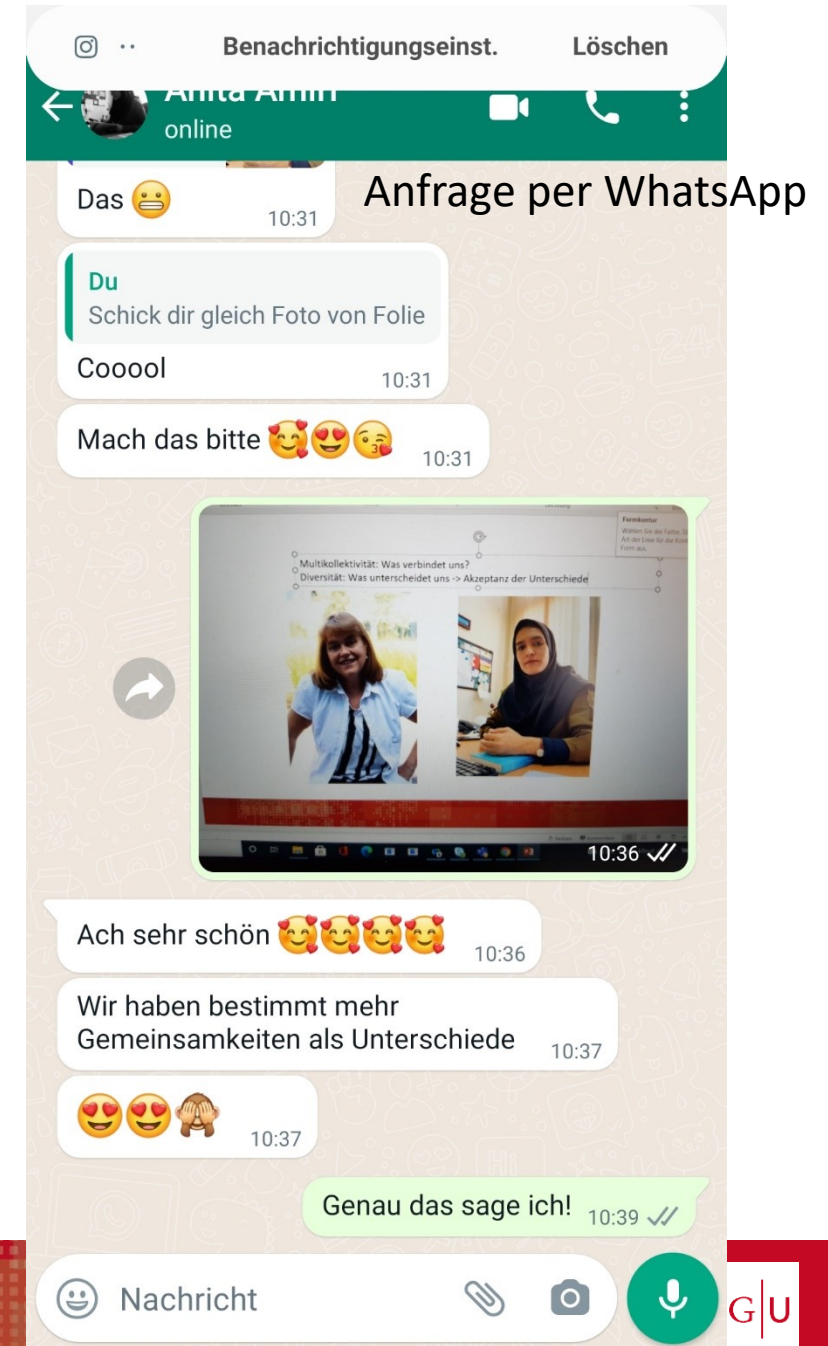 Benachrichtigungseinst. Löschen
Anita Amiri
online
Anfrage per WhatsApp
Das 😬
10:31
Du
Schick dir gleich Foto von Folie
Cooool
10:31
Mach das bitte 🥰😍😘
10:31
Formkontur
Multikollektivität: Was verbindet uns?
Diversität: Was unterscheidet uns -> Akzeptanz der Unterschiede
10:36
Ach sehr schön 🥰🥰🥰🥰
10:36
Wir haben bestimmt mehr
Gemeinsamkeiten als Unterschiede
10:37
😍😍🙈
10:37
Genau das sage ich!
10:39
Nachricht
G|U